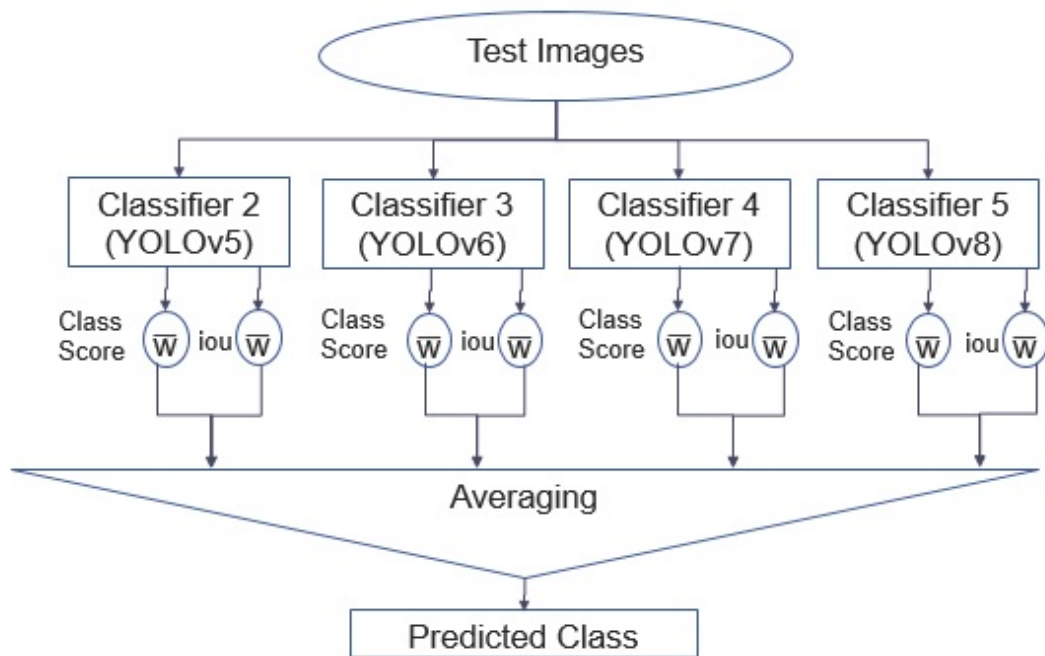 Test Images
Classifier 2
(YOLOv5)
Classifier 3
(YOLOv6)
Classifier 4
(YOLOv7)
Classifier 5
(YOLOv8)
Class
Score
w̅
iou
w̅
Class
Score
w̅
iou
w̅
Class
Score
w̅
iou
w̅
Class
Score
w̅
iou
w̅
Averaging
Predicted Class